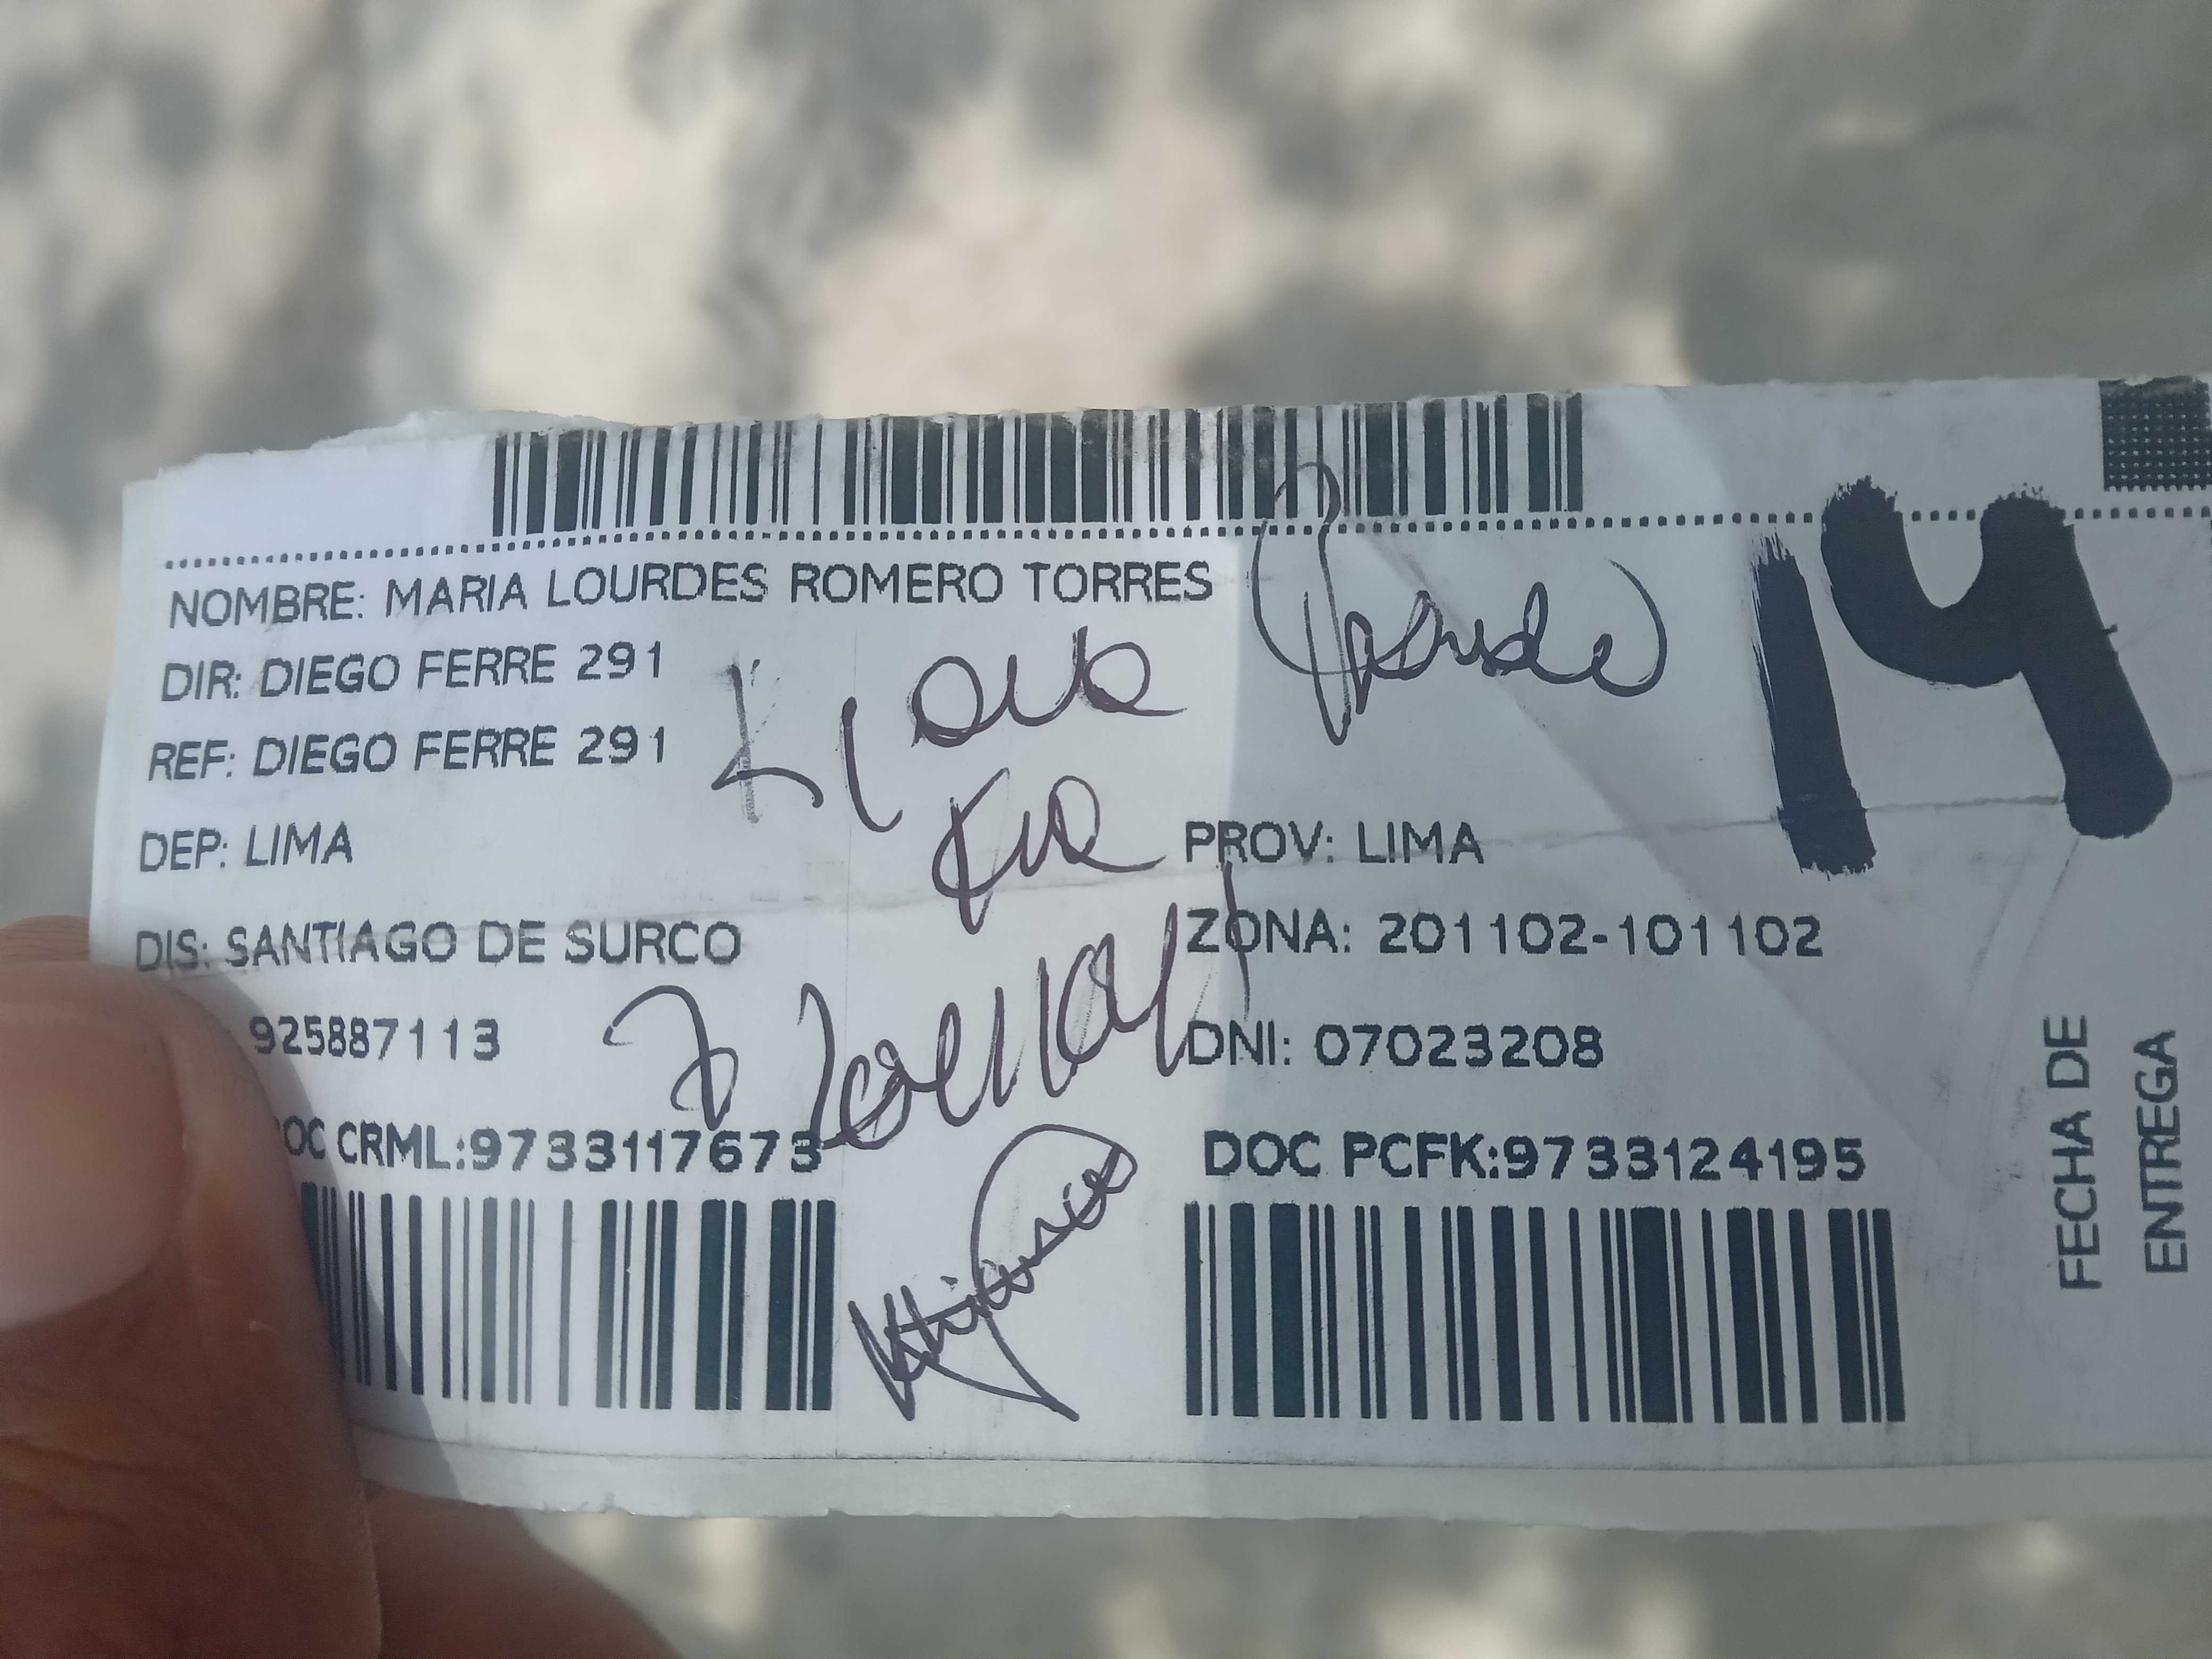 NOMBRE: MARIA LOURDES ROMERO TORRES
DIR: DIEGO FERRE 291
REF: DIEGO FERRE 291
14
DEP: LIMA
PROV: LIMA
DIS: SANTIAGO DE SURCO
ZONA: 201102-101102
925887113
DNI: 07023208
OC CRML:9733117673
DOC PCFK:9733124195
FECHA DE
ENTREGA